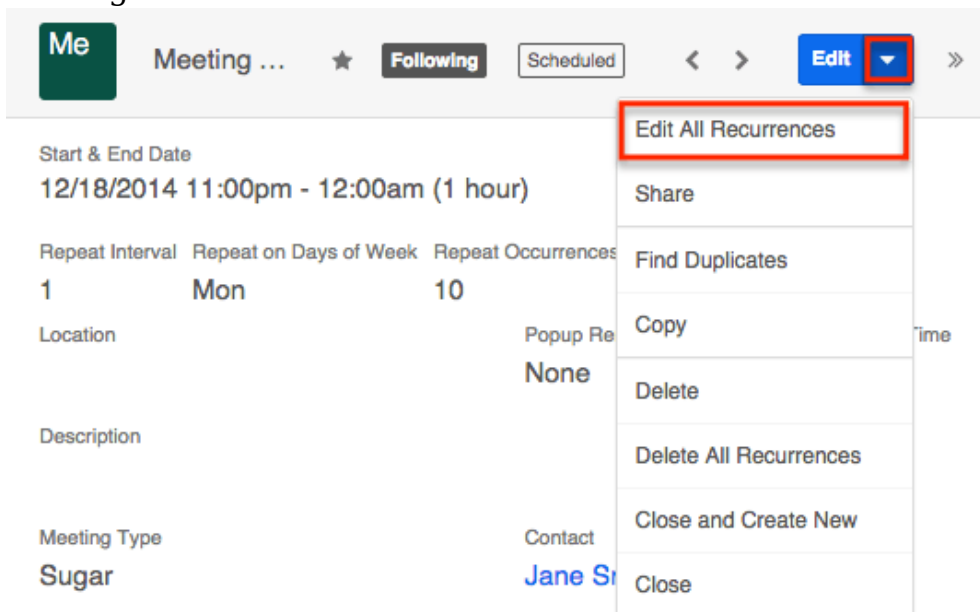 Me
Meeting ... Following Scheduled Edit
Edit All Recurrences
Start & End Date
12/18/2014 11:00pm - 12:00am (1 hour)
Share
Repeat Interval Repeat on Days of Week Repeat Occurrences
Find Duplicates
1 Mon 10
Location Popup Re Copy Time
None
Delete
Description
Delete All Recurrences
Close and Create New
Meeting Type Contact
Sugar Jane
Close